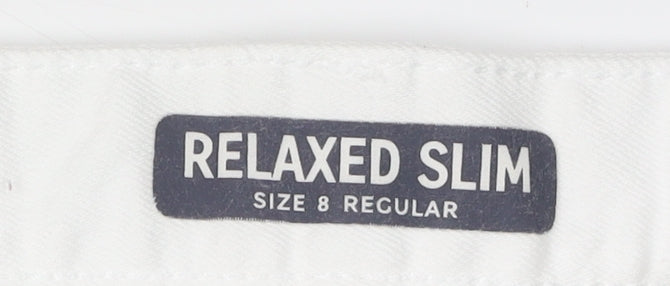 RELAXED SLIM
SIZE 8 REGULAR